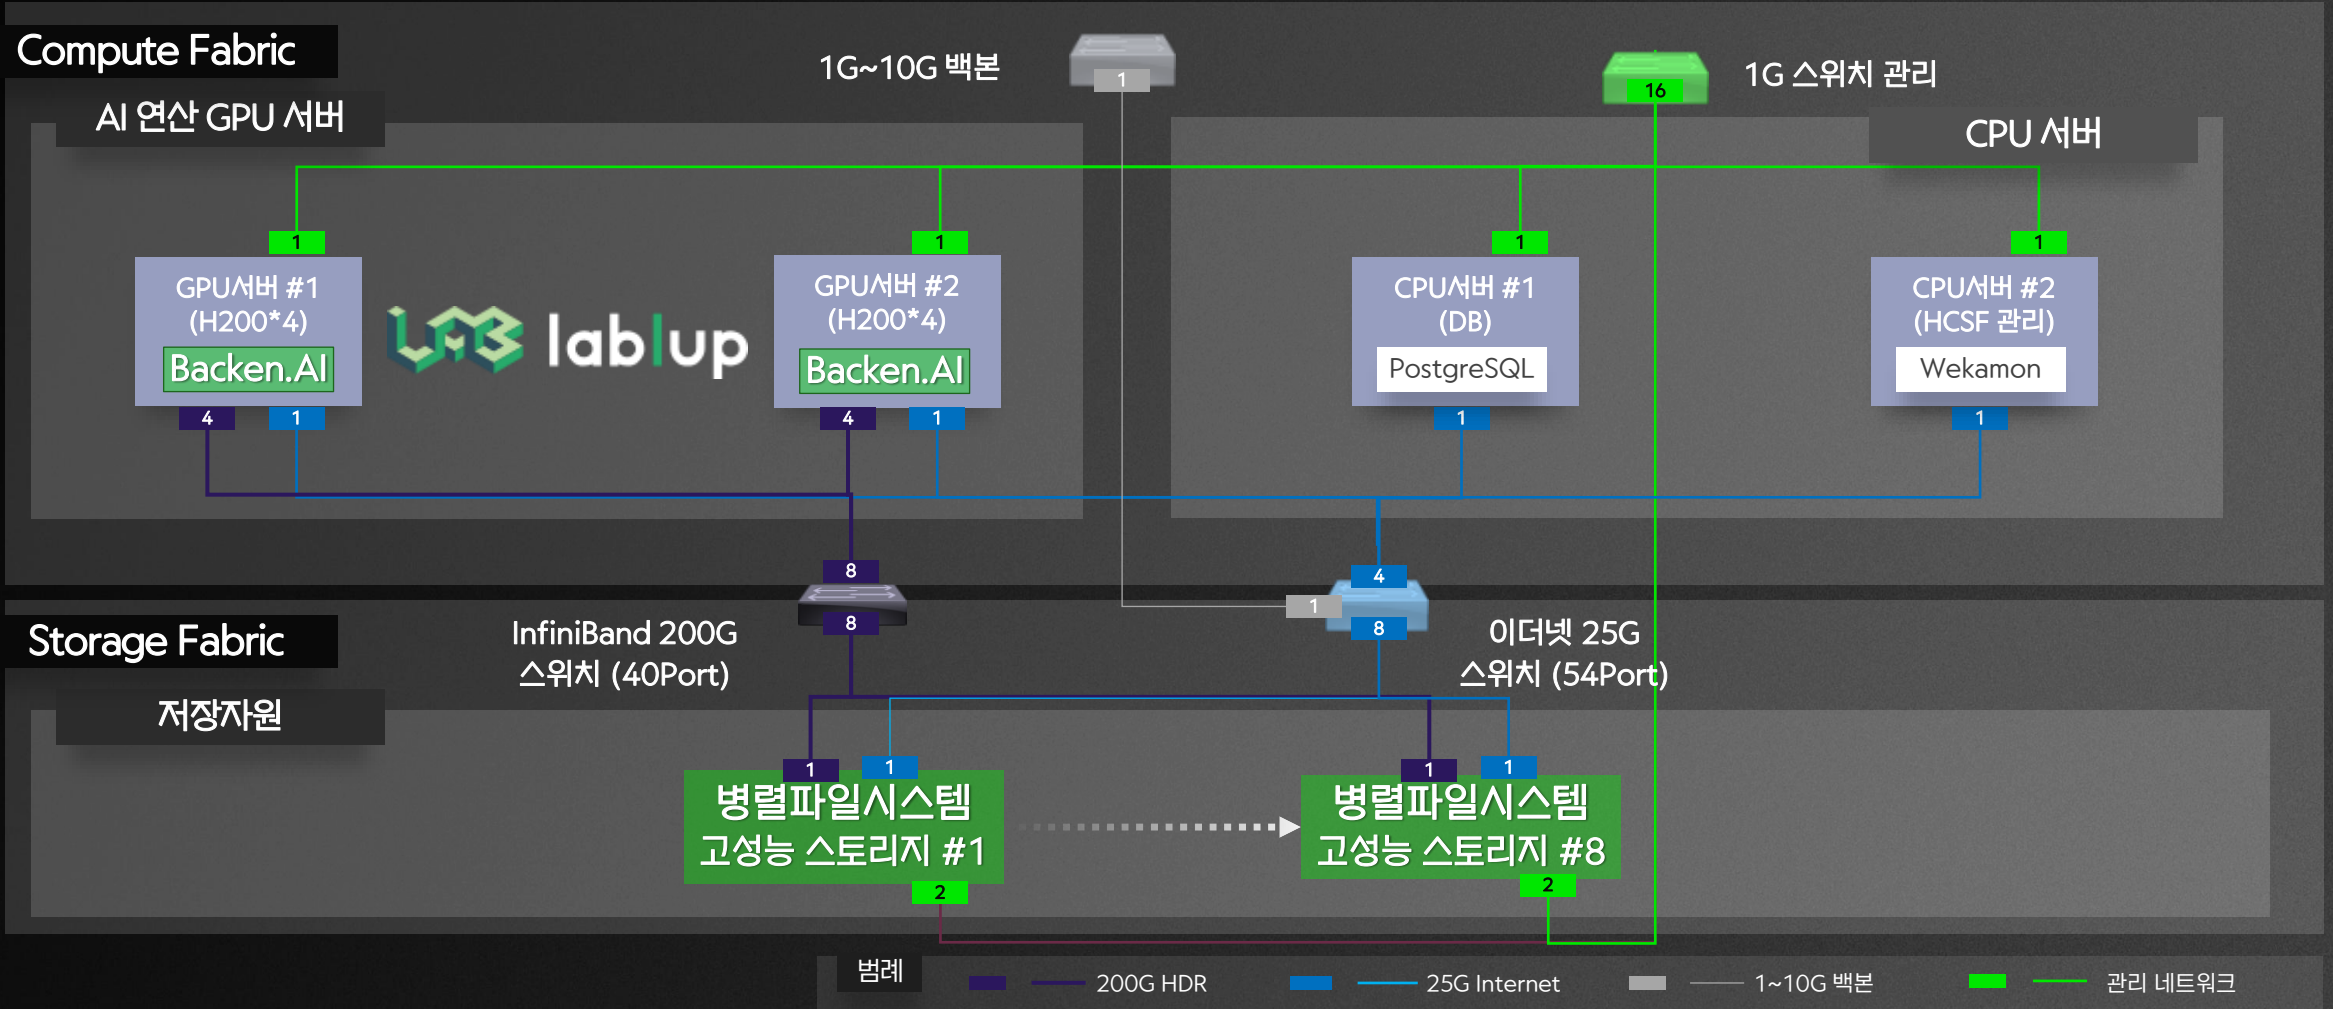 Compute Fabric
1G~10G 백본
1
16
1G 스위치 관리
AI 연산 GPU 서버
CPU 서버
1
1
1
1
GPU서버 #1
(H200*4)
Backen.AI
lablup
GPU서버 #2
(H200*4)
Backen.AI
CPU서버 #1
(DB)
PostgreSQL
CPU서버 #2
(HCSF 관리)
Wekamon
4
1
4
1
1
1
8
8
InfiniBand 200G
스위치 (40Port)
4
1
8
이더넷 25G
스위치 (54Port)
Storage Fabric
저장자원
1
1
병렬파일시스템
고성능 스토리지 #1
2
1
1
병렬파일시스템
고성능 스토리지 #8
2
범례
200G HDR
25G Internet
1~10G 백본
관리 네트워크